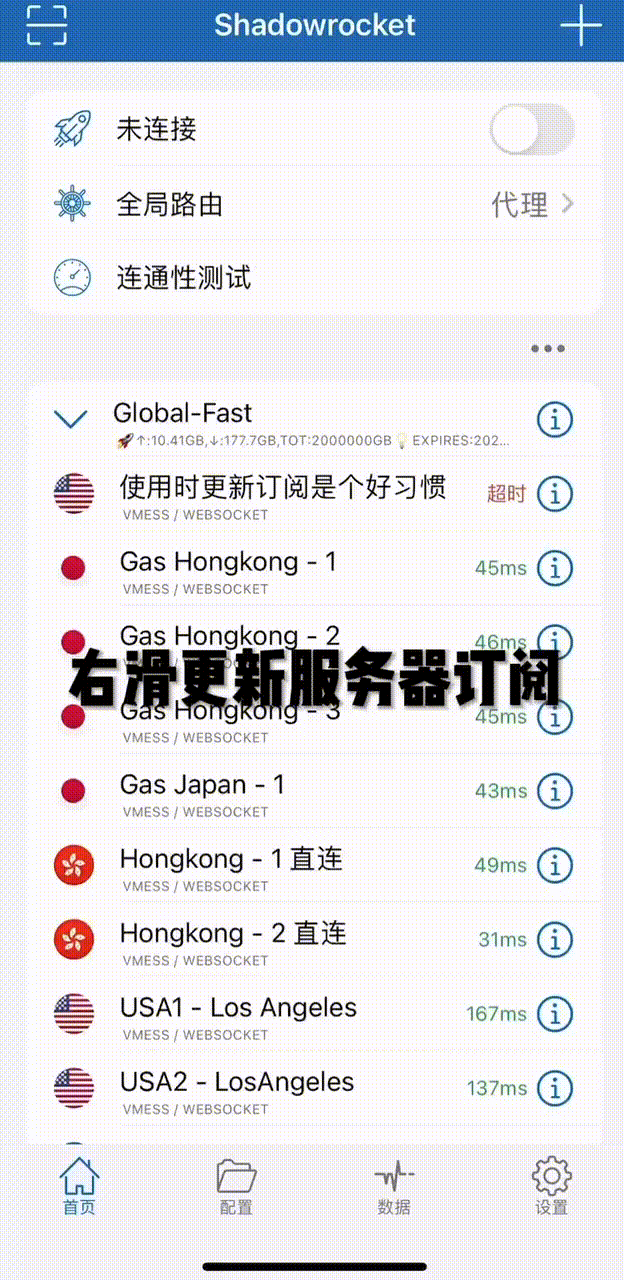 Shadowrocket
未连接
全局路由
代理
连通性测试
Global-Fast
🚀↑:10.41GB,↓:177.7GB,TOT:2000000GB💡EXPIRES:202...
使用时更新订阅是个好习惯
超时
VMESS / WEBSOCKET
Gas Hongkong - 1
45ms
VMESS / WEBSOCKET
Gas Hongkong - 2
46ms
右滑更新服务器订阅
Gas Hongkong - 3
45ms
VMESS / WEBSOCKET
Gas Japan - 1
43ms
VMESS / WEBSOCKET
Hongkong - 1 直连
49ms
VMESS / WEBSOCKET
Hongkong - 2 直连
31ms
VMESS / WEBSOCKET
USA1 - Los Angeles
167ms
VMESS / WEBSOCKET
USA2 - LosAngeles
137ms
VMESS / WEBSOCKET
首页
配置
数据
设置